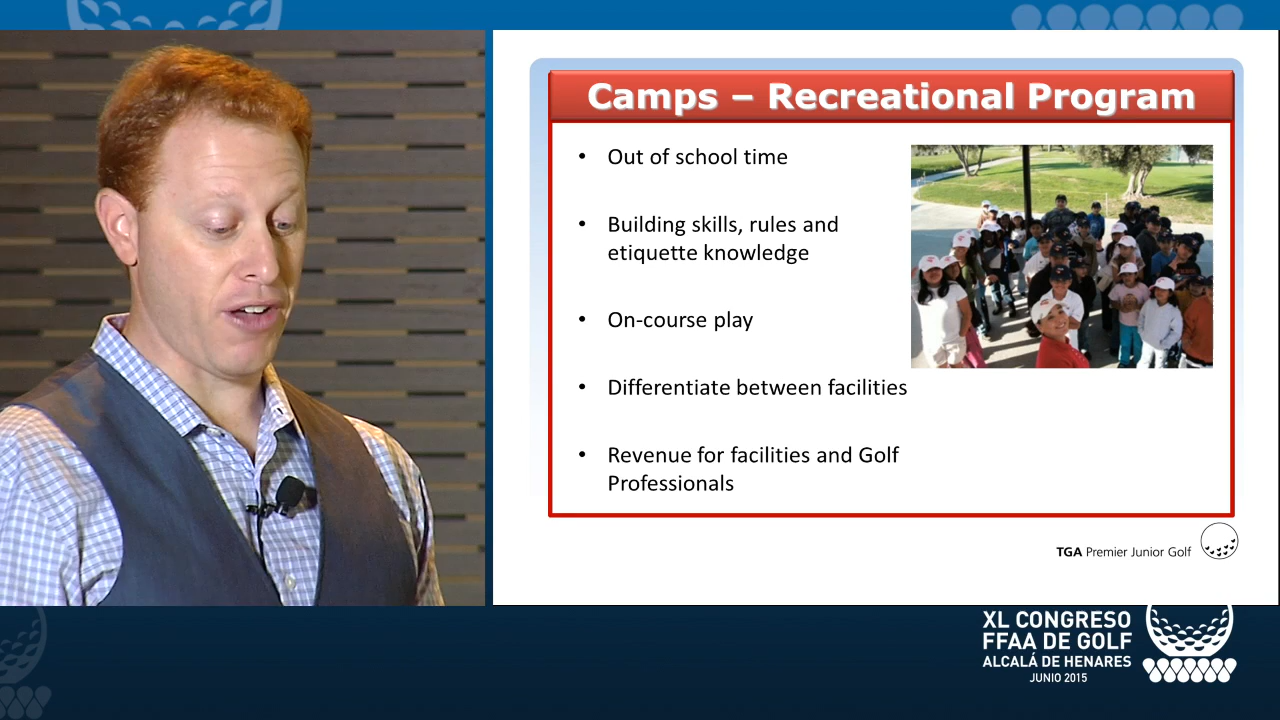 Camps – Recreational Program
• Out of school time
• Building skills, rules and
etiquette knowledge
• On-course play
• Differentiate between facilities
• Revenue for facilities and Golf
Professionals
TGA Premier Junior Golf
XL CONGRESO
FFAA DE GOLF
ALCALÁ DE HENARES
JUNIO 2015